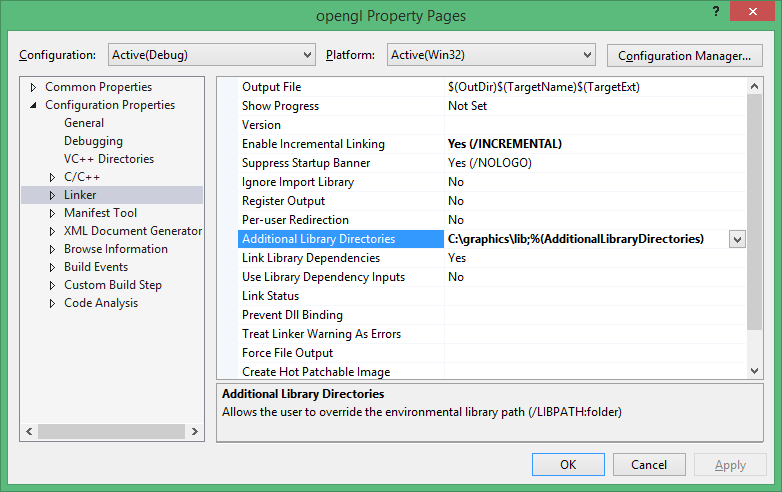 opengl Property Pages
? ×
Configuration: Active(Debug) Platform: Active(Win32) Configuration Manager...
Common Properties
Configuration Properties
General
Debugging
VC++ Directories
C/C++
Linker
Manifest Tool
XML Document Generator
Browse Information
Build Events
Custom Build Step
Code Analysis
Output File $(OutDir)$(TargetName)$(TargetExt)
Show Progress Not Set
Version
Enable Incremental Linking Yes (/INCREMENTAL)
Suppress Startup Banner Yes (/NOLOGO)
Ignore Import Library No
Register Output No
Per-user Redirection No
Additional Library Directories C:\graphics\lib;%(AdditionalLibraryDirectories)
Link Library Dependencies Yes
Use Library Dependency Inputs No
Link Status
Prevent Dll Binding
Treat Linker Warning As Errors
Force File Output
Create Hot Patchable Image
Additional Library Directories
Allows the user to override the environmental library path (/LIBPATH:folder)
OK Cancel Apply